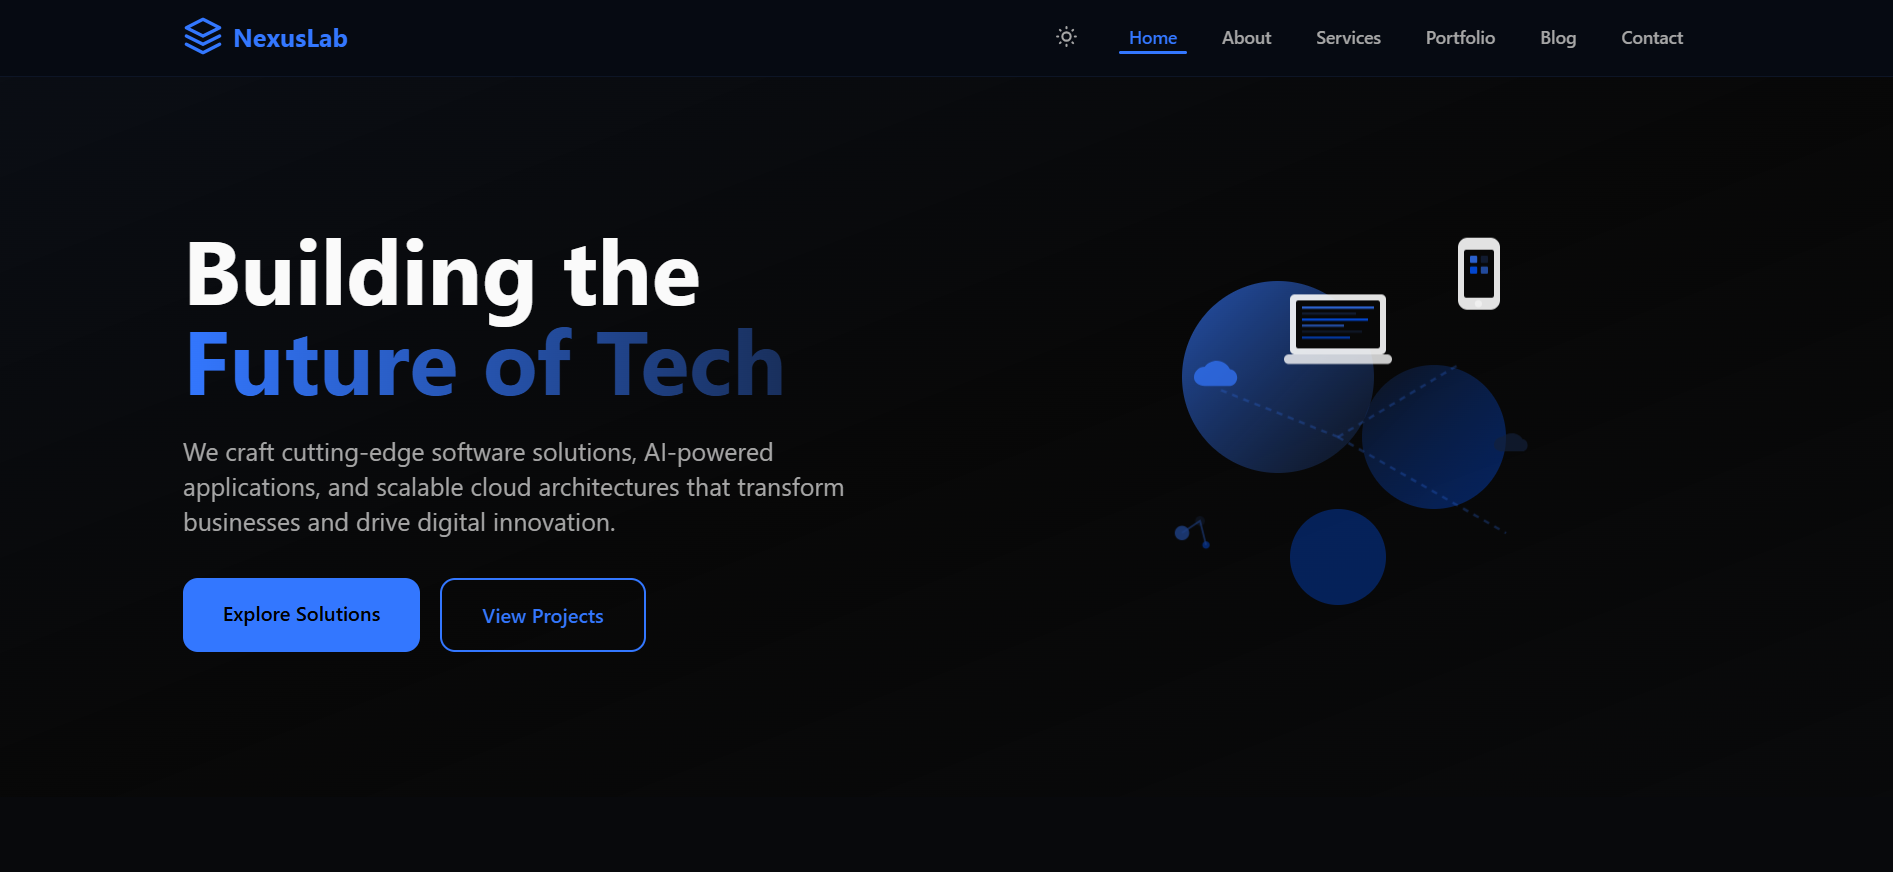 NexusLab
Home
About
Services
Portfolio
Blog
Contact
Building the
Future of Tech
We craft cutting-edge software solutions, AI-powered
applications, and scalable cloud architectures that transform
businesses and drive digital innovation.
Explore Solutions
View Projects